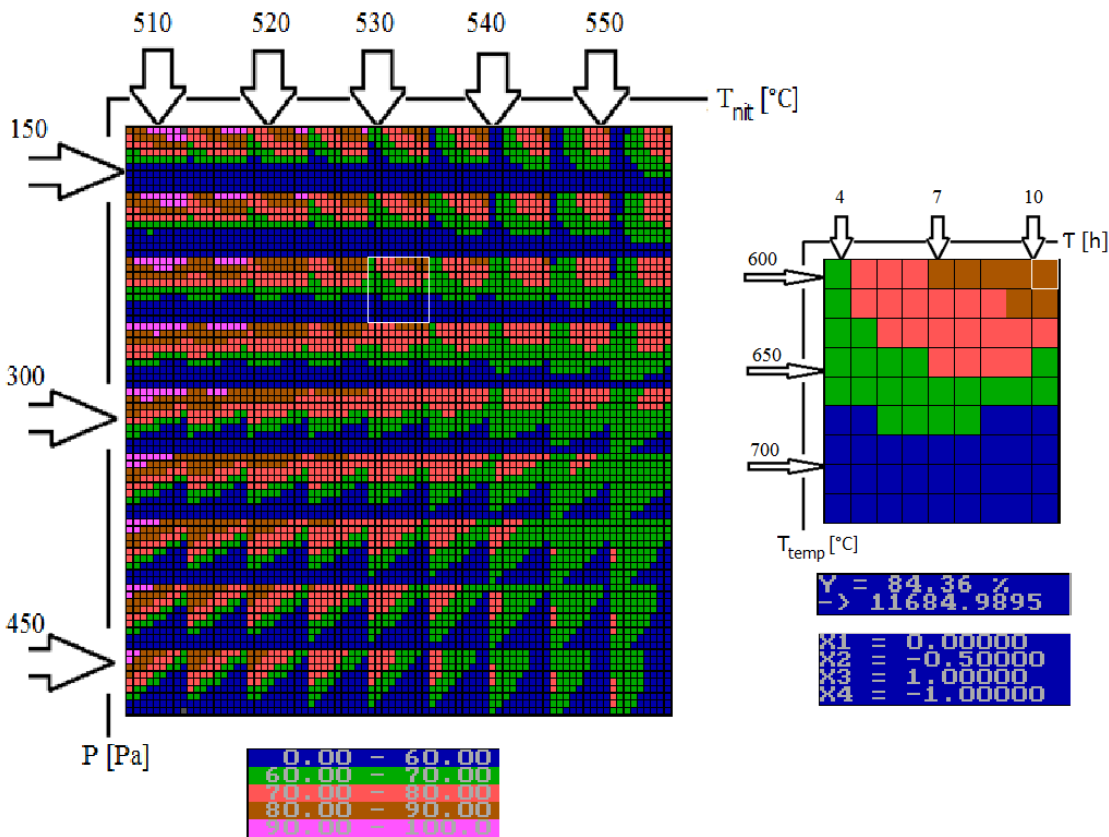 510 520 530 540 550
T_nit [°C]
150
300
450
P [Pa]
4 7 10
τ [h]
600
650
700
T_temp [°C]
Y = 84.36 %
-> 11684.9895
X1 = 0.00000
X2 = -0.50000
X3 = 1.00000
X4 = -1.00000
0.00 - 60.00
60.00 - 70.00
70.00 - 80.00
80.00 - 90.00
90.00 - 100.0